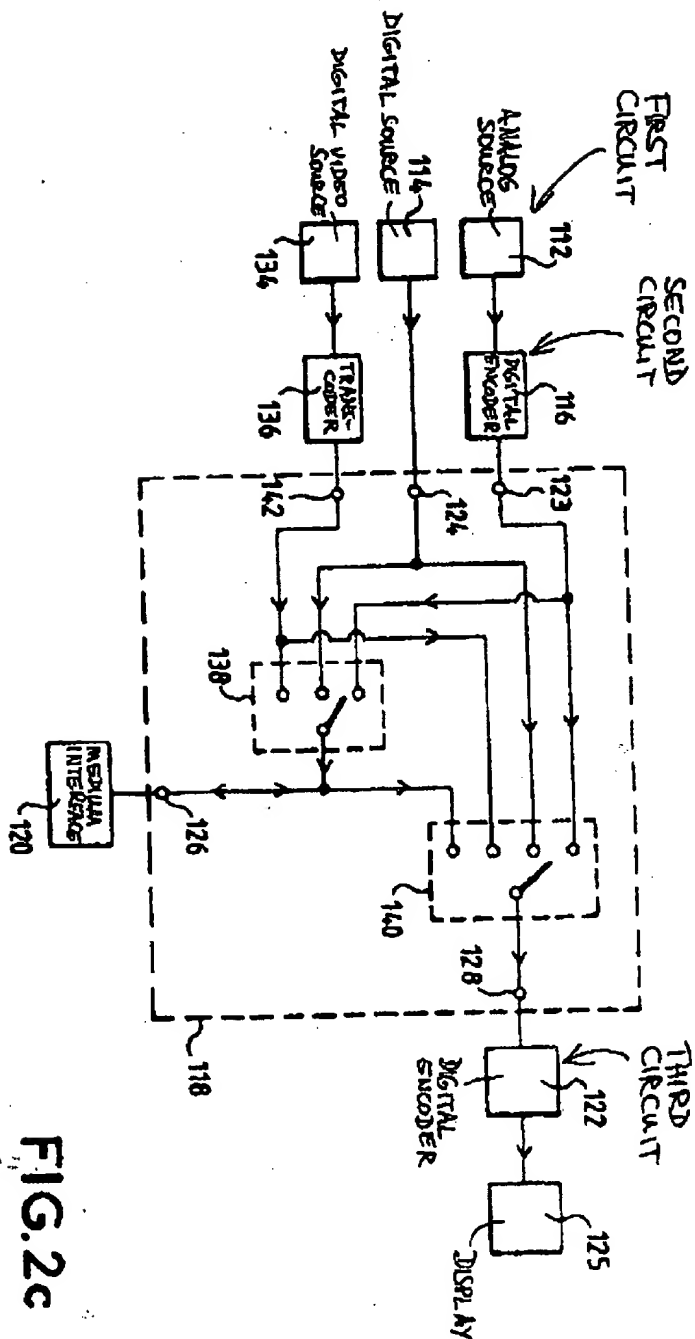 FIRST
CIRCUIT
SECOND
CIRCUIT
THIRD
CIRCUIT
ANALOG
SOURCE
112
DIGITAL
ENCODER
116
123
DIGITAL SOURCE
114
124
DIGITAL VIDEO
SOURCE
134
TRANS-
CODER
136
142
138
140
128
126
MEDIUM
INTERFACE
120
118
122
DIGITAL
ENCODER
125
DISPLAY
FIG.2c